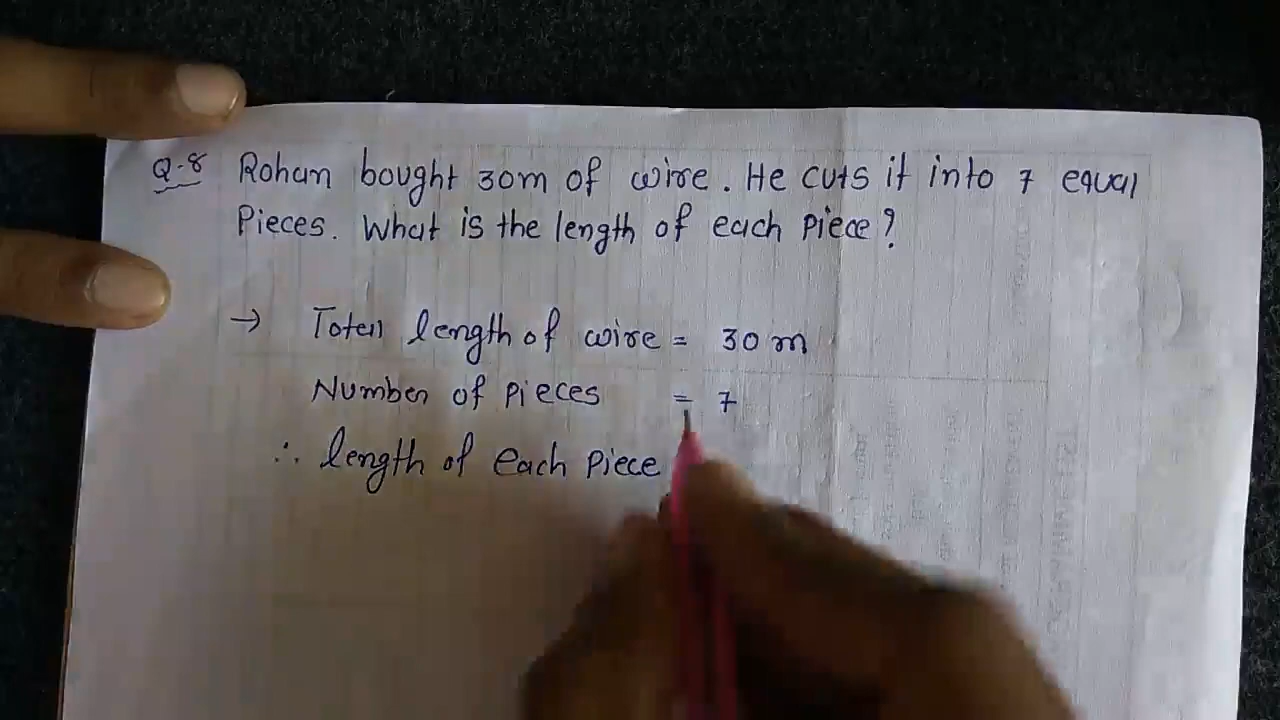 Q-8 Rohan bought 30m of wire. He cuts it into 7 equal
Pieces. What is the length of each piece?
→ Total length of wire = 30 m
Number of pieces = 7
∴ length of each piece